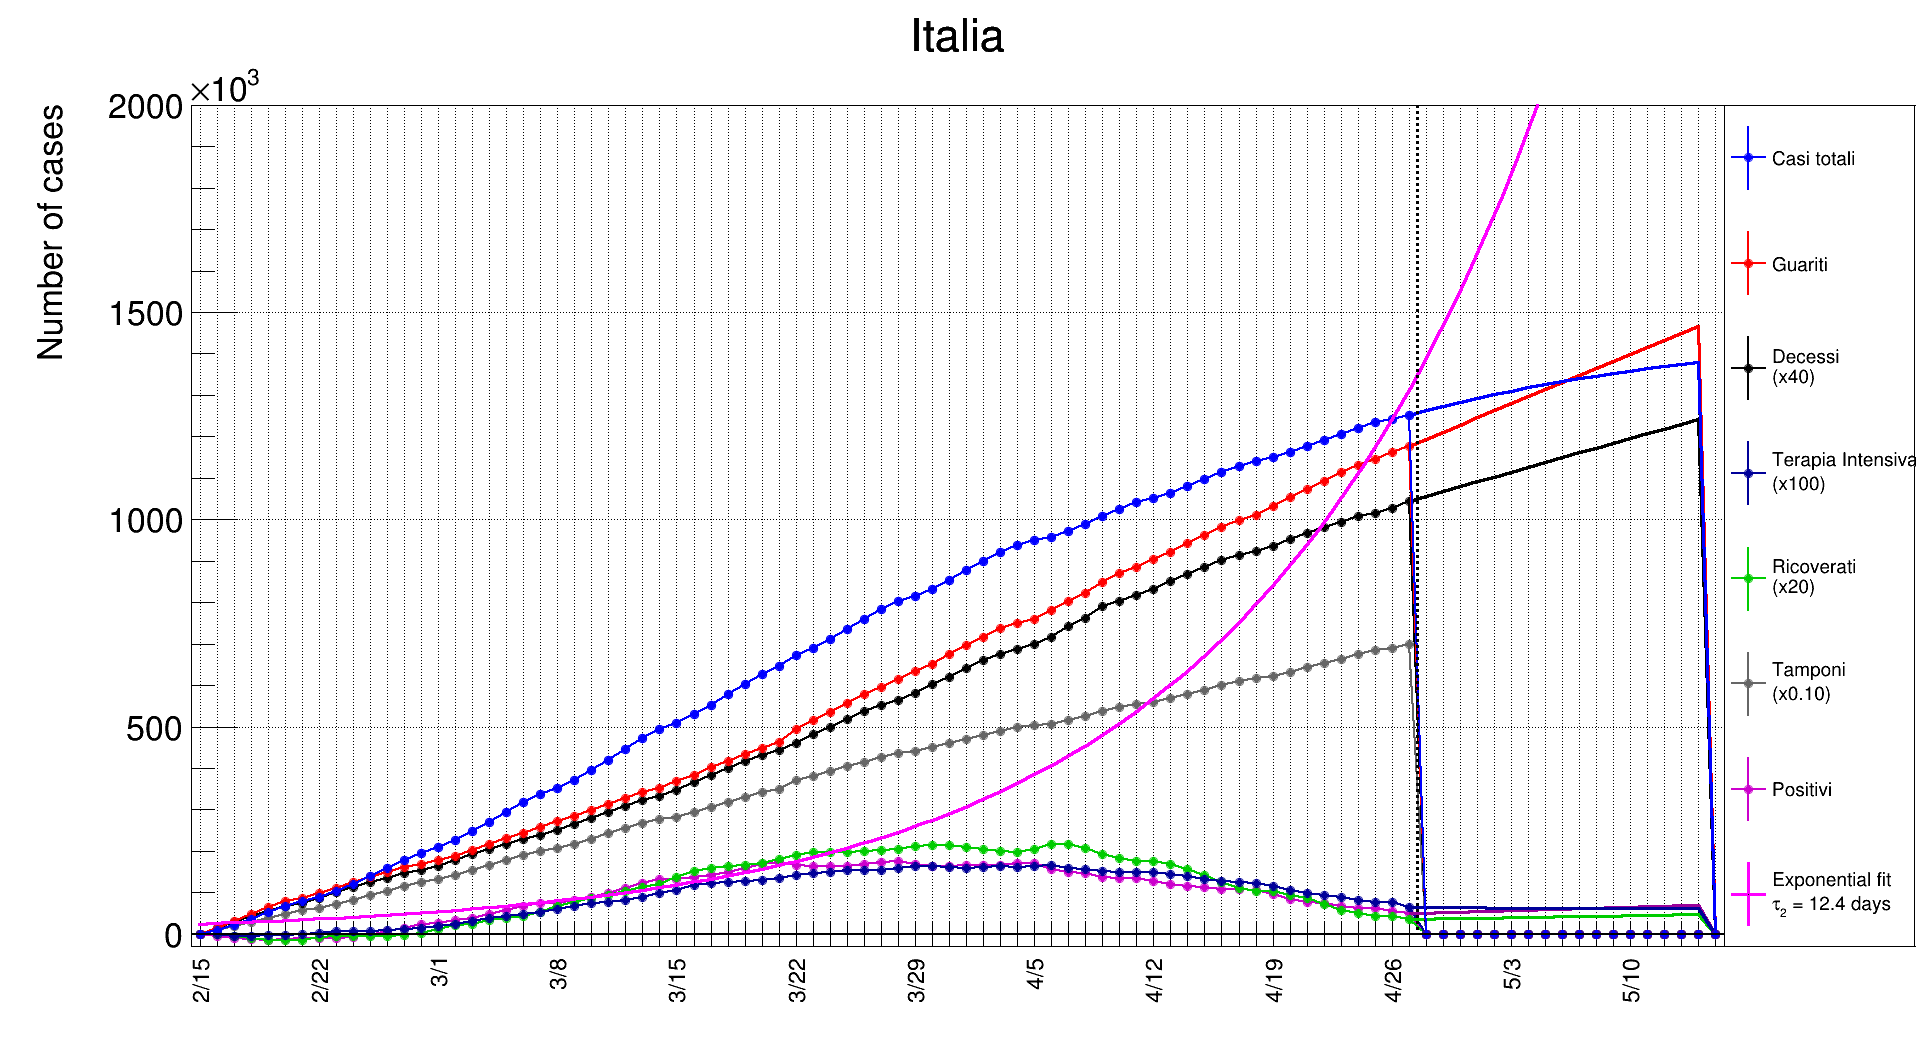 Italia
×10³
Number of cases
2000
1500
1000
500
0
2/15
2/22
3/1
3/8
3/15
3/22
3/29
4/5
4/12
4/19
4/26
5/3
5/10
Casi totali
Guariti
Decessi
(x40)
Terapia Intensiva
(x100)
Ricoverati
(x20)
Tamponi
(x0.10)
Positivi
Exponential fit
τ₂ = 12.4 days